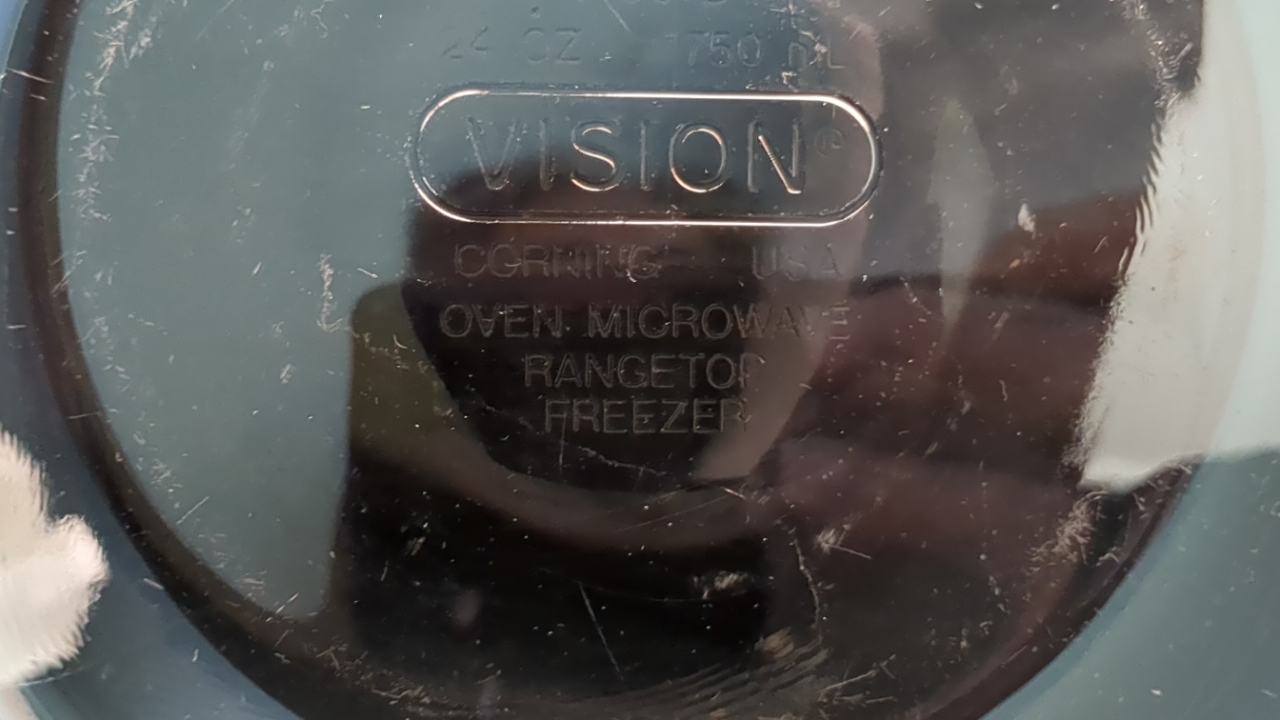 24 OZ 750 ML
VISION®
CORNING USA
OVEN MICROWAVE
RANGETOP
FREEZER